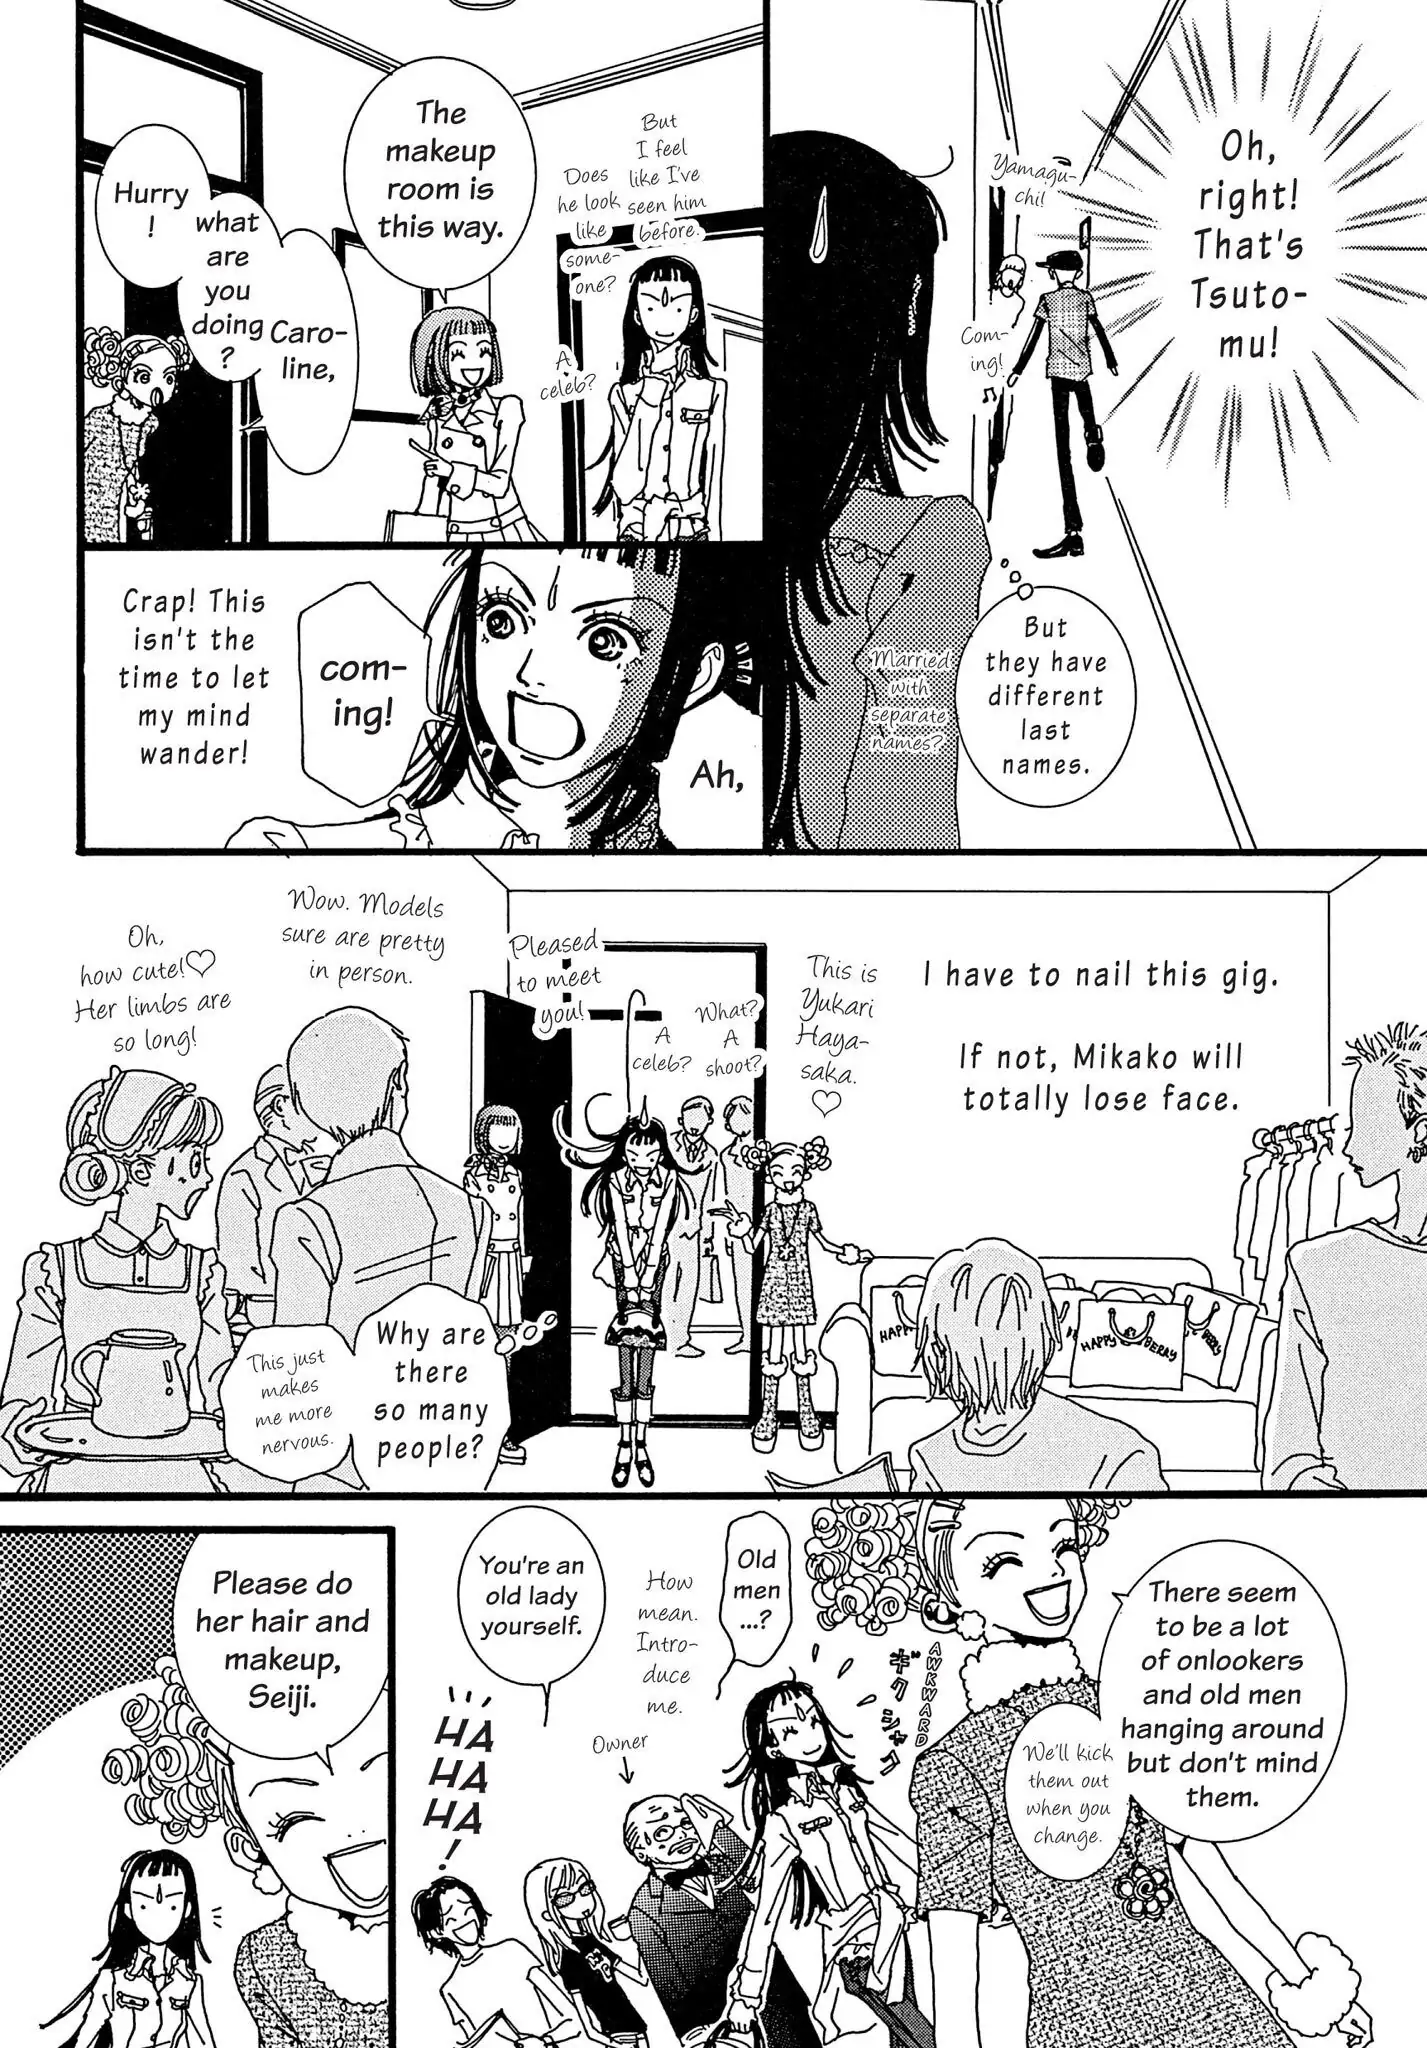 Oh,
right!
That's
Tsuto-
mu!
Yamagu-
chi!
Com-
ing!
But
they have
different
last
names.
Married
with
separate
names?
But
I feel
like I've
seen him
before.
Does
he look
like
some-
one?
A
celeb?
The
makeup
room is
this way.
Caro-
line,
what
are
you
doing
?
Hurry
!
Ah,
com-
ing!
Crap! This
isn't the
time to let
my mind
wander!
I have to nail this gig.
If not, Mikako will
totally lose face.
This is
Yukari
Haya-
saka.
♡
What?
A
shoot?
A
celeb?
Pleased
to meet
you!
Wow. Models
sure are pretty
in person.
Oh,
how cute!♡
Her limbs are
so long!
HAPPY
HAPPY BERRY
BERRY
Why are
there
so many
people?
This just
makes
me more
nervous.
There seem
to be a lot
of onlookers
and old men
hanging around
but don't mind
them.
We'll kick
them out
when you
change.
ギクシャク
AWKWARD
Old
men
...?
How
mean.
Intro-
duce
me.
Owner
You're an
old lady
yourself.
HA
HA
HA
!
Please do
her hair and
makeup,
Seiji.